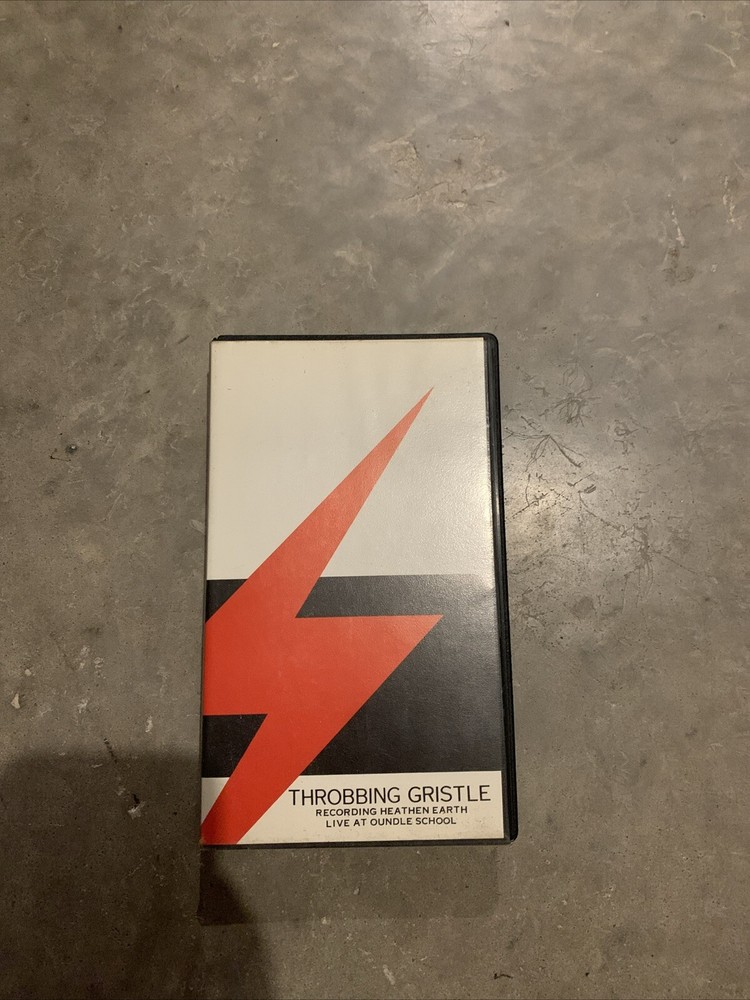 THROBBING GRISTLE
RECORDING HEATHEN EARTH
LIVE AT OUNDLE SCHOOL